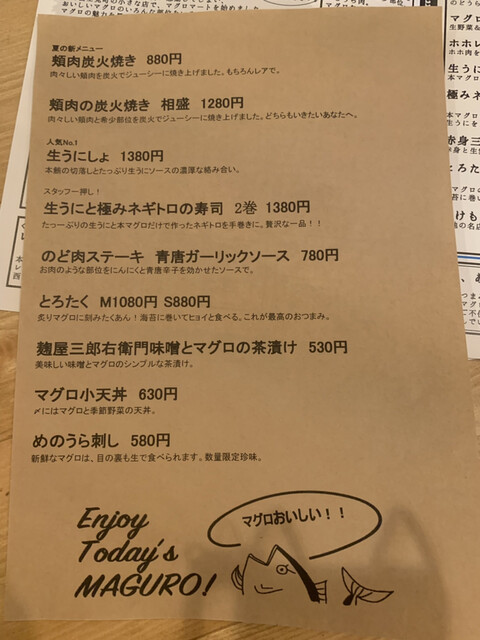 夏の新メニュー
頬肉炭火焼き 880円
肉々しい頬肉を炭火でジューシーに焼き上げました。もちろんレアで。
頬肉の炭火焼き 相盛 1280円
肉々しい頬肉と希少部位を炭火でジューシーに焼き上げました。どちらもいきたいあなたへ。
人気No.1
生うにしょ 1380円
本鮪の切落しとたっぷり生うにソースの濃厚な絡み合い。
スタッフ一押し!
生うにと極みネギトロの寿司 2巻 1380円
たっーぷりの生うにと本マグロだけで作ったネギトロを手巻きに。贅沢な一品!!
のど肉ステーキ 青唐ガーリックソース 780円
お肉のような部位をにんにくと青唐辛子を効かせたソースで。
とろたく M1080円 S880円
炙りマグロに刻みたくあん!海苔に巻いてヒョイと食べる。これが最高のおつまみ。
麹屋三郎右衛門味噌とマグロの茶漬け 530円
美味しい味噌とマグロのシンプルな茶漬け。
マグロ小天丼 630円
〆にはマグロと季節野菜の天丼。
めのうら刺し 580円
新鮮なマグロは、目の裏も生で食べられます。数量限定珍味。
マグロおいしい!!
Enjoy
Today's
MAGURO!